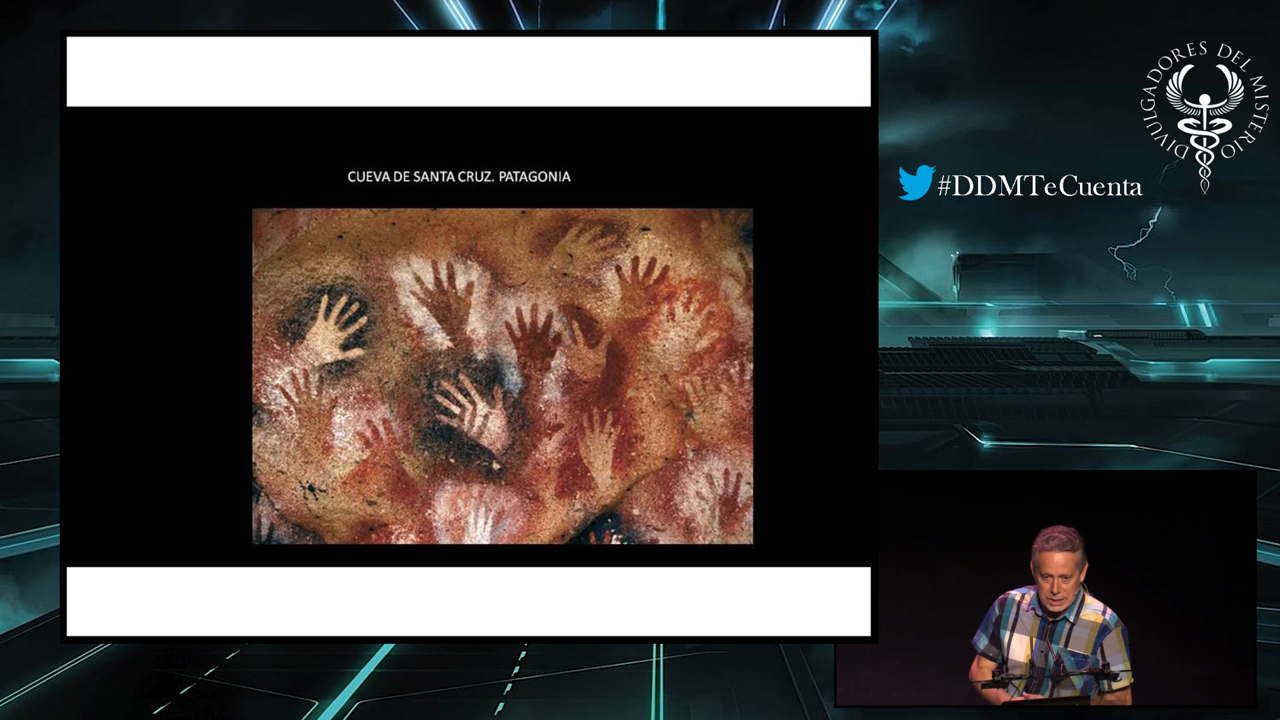 CUEVA DE SANTA CRUZ. PATAGONIA
DIVULGADORES DEL MISTERIO
#DDMTeCuenta